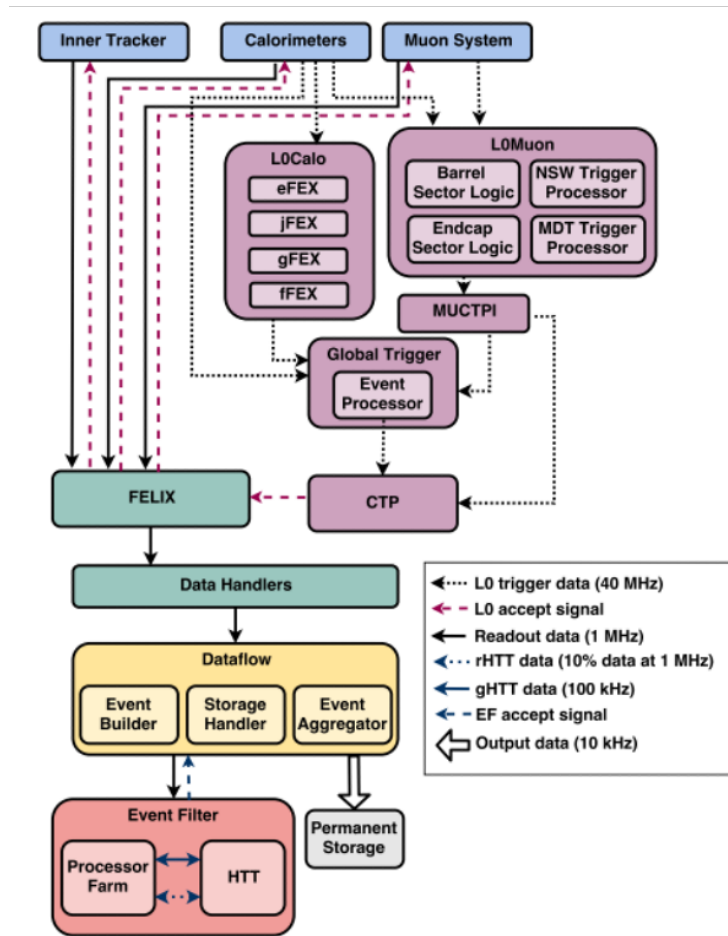 Inner Tracker
Calorimeters
Muon System
L0Calo
eFEX
jFEX
gFEX
fFEX
L0Muon
Barrel
Sector Logic
NSW Trigger
Processor
Endcap
Sector Logic
MDT Trigger
Processor
MUCTPI
Global Trigger
Event
Processor
FELIX
CTP
Data Handlers
L0 trigger data (40 MHz)
L0 accept signal
Readout data (1 MHz)
rHTT data (10% data at 1 MHz)
gHTT data (100 kHz)
EF accept signal
Output data (10 kHz)
Dataflow
Event
Builder
Storage
Handler
Event
Aggregator
Event Filter
Processor
Farm
HTT
Permanent
Storage